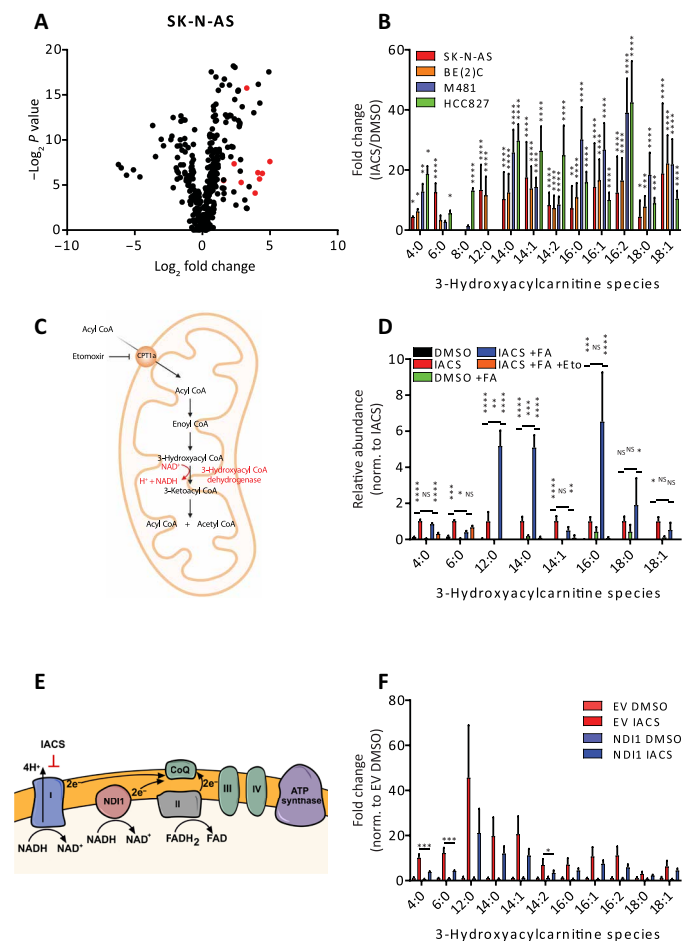 A
SK-N-AS
−Log2 P value
20
15
10
5
0
−10
−5
0
5
10
Log2 fold change
B
Fold change
(IACS/DMSO)
60
40
20
0
SK-N-AS
BE(2)C
M481
HCC827
4:0
6:0
8:0
12:0
14:0
14:1
14:2
16:0
16:1
16:2
18:0
18:1
3-Hydroxyacylcarnitine species
C
Acyl CoA
Etomoxir
CPT1a
Acyl CoA
Enoyl CoA
3-Hydroxyacyl CoA
NAD+
3-Hydroxyacyl CoA
dehydrogenase
H+ + NADH
3-Ketoacyl CoA
Acyl CoA + Acetyl CoA
D
DMSO
IACS
DMSO +FA
IACS +FA
IACS +FA +Eto
Relative abundance
(norm. to IACS)
10
8
6
4
2
0
**** NS
*** * NS
**** ** ****
**** *** ****
**** NS *
*** NS ****
NS NS *
* NS NS
4:0
6:0
12:0
14:0
14:1
16:0
18:0
18:1
3-Hydroxyacylcarnitine species
E
IACS
4H+
I
2e-
NDI1
2e-
CoQ
2e-
II
III
IV
ATP
synthase
NADH
NAD+
NADH
NAD+
FADH2
FAD
F
EV DMSO
EV IACS
NDI1 DMSO
NDI1 IACS
Fold change
(norm. to EV DMSO)
80
60
40
20
0
***
***
*
4:0
6:0
12:0
14:0
14:1
14:2
16:0
16:1
16:2
18:0
18:1
3-Hydroxyacylcarnitine species